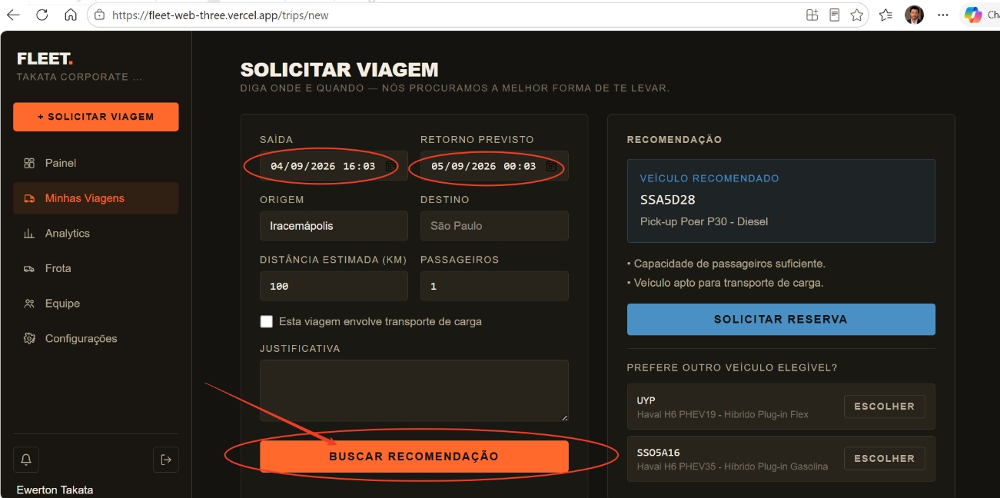 https://fleet-web-three.vercel.app/trips/new
FLEET.
TAKATA CORPORATE ...
+ SOLICITAR VIAGEM
Painel
Minhas Viagens
Analytics
Frota
Equipe
Configurações
Ewerton Takata
SOLICITAR VIAGEM
DIGA ONDE E QUANDO — NÓS PROCURAMOS A MELHOR FORMA DE TE LEVAR.
SAÍDA
04/09/2026 16:03
RETORNO PREVISTO
05/09/2026 00:03
ORIGEM
Iracemápolis
DESTINO
São Paulo
DISTÂNCIA ESTIMADA (KM)
100
PASSAGEIROS
1
Esta viagem envolve transporte de carga
JUSTIFICATIVA
BUSCAR RECOMENDAÇÃO
RECOMENDAÇÃO
VEÍCULO RECOMENDADO
SSA5D28
Pick-up Poer P30 - Diesel
• Capacidade de passageiros suficiente.
• Veículo apto para transporte de carga.
SOLICITAR RESERVA
PREFERE OUTRO VEÍCULO ELEGÍVEL?
UYP
Haval H6 PHEV19 - Híbrido Plug-in Flex
ESCOLHER
SSO5A16
Haval H6 PHEV35 - Híbrido Plug-in Gasolina
ESCOLHER